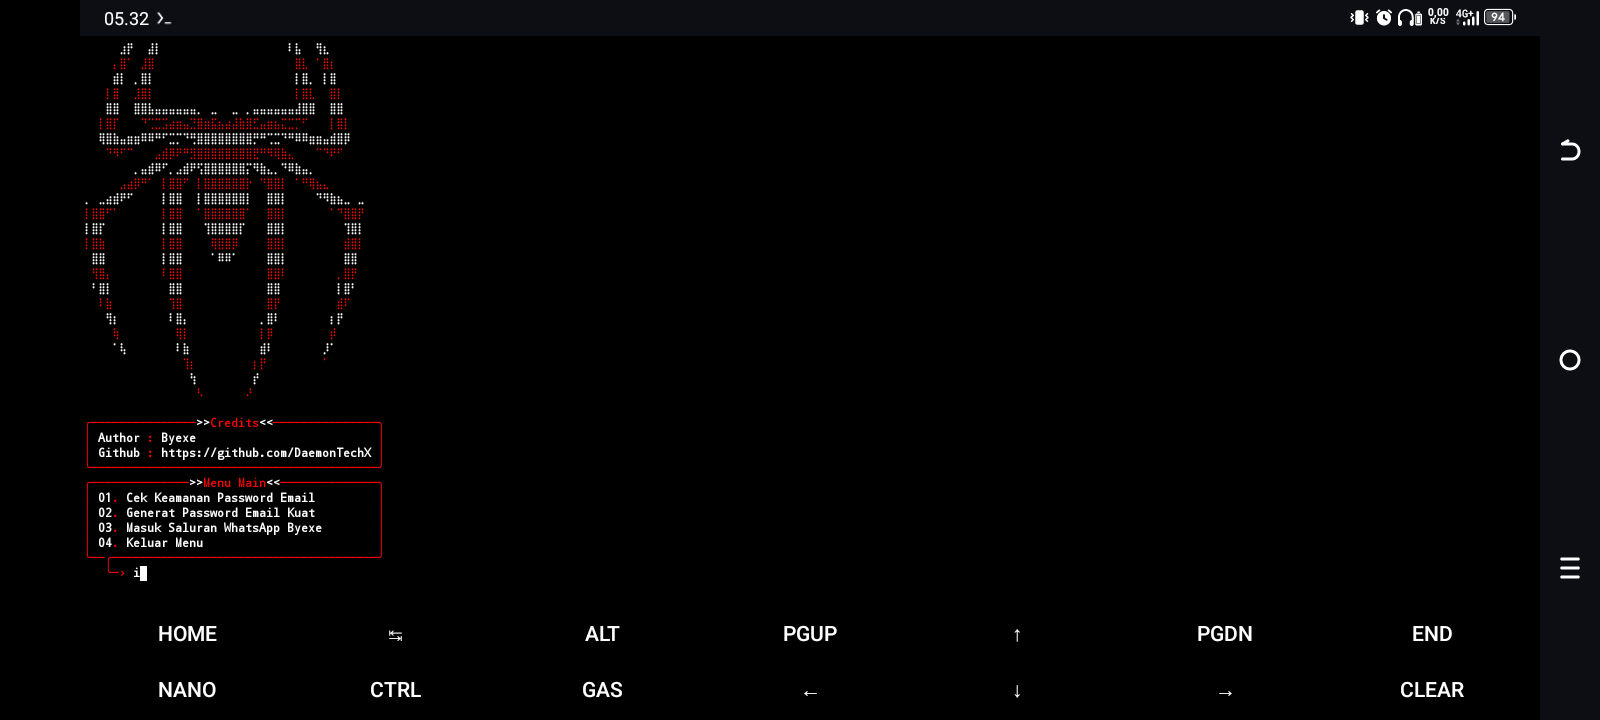 05.32
0,00
K/S
4G+
94
>>Credits<<
Author : Byexe
Github : https://github.com/DaemonTechX
>>Menu Main<<
01. Cek Keamanan Password Email
02. Generat Password Email Kuat
03. Masuk Saluran WhatsApp Byexe
04. Keluar Menu
i
HOME ↹ ALT PGUP ↑ PGDN END
NANO CTRL GAS ← ↓ → CLEAR